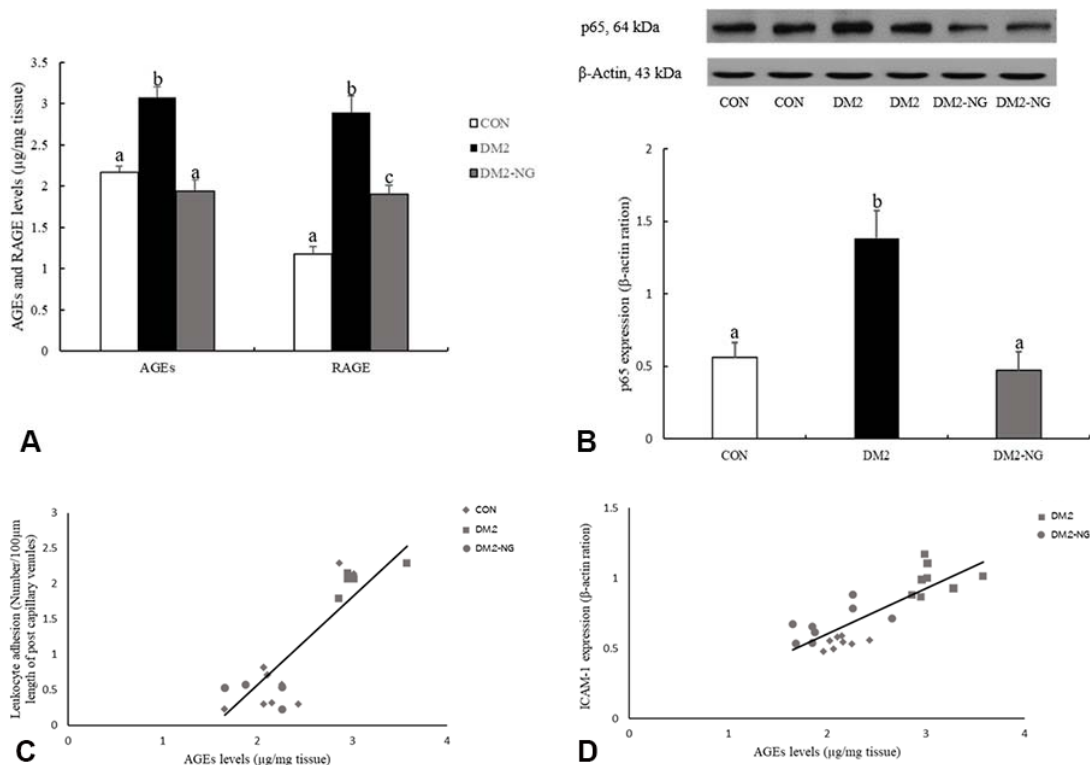 AGEs and RAGE levels (µg/mg tissue)
3.5
3
2.5
2
1.5
1
0.5
0
a
b
a
a
b
c
AGEs
RAGE
CON
DM2
DM2-NG
A
p65, 64 kDa
β-Actin, 43 kDa
CON CON DM2 DM2 DM2-NG DM2-NG
p65 expression (β-actin ration)
2
1.5
1
0.5
0
a
b
a
CON
DM2
DM2-NG
B
Leukocyte adhesion (Number/100µm
length of post capillary venules)
3
2.5
2
1.5
1
0.5
0
0 1 2 3 4
AGEs levels (µg/mg tissue)
CON
DM2
DM2-NG
C
ICAM-1 expression (β-actin ration)
1.5
1
0.5
0
0 1 2 3 4
AGEs levels (µg/mg tissue)
DM2
DM2-NG
D